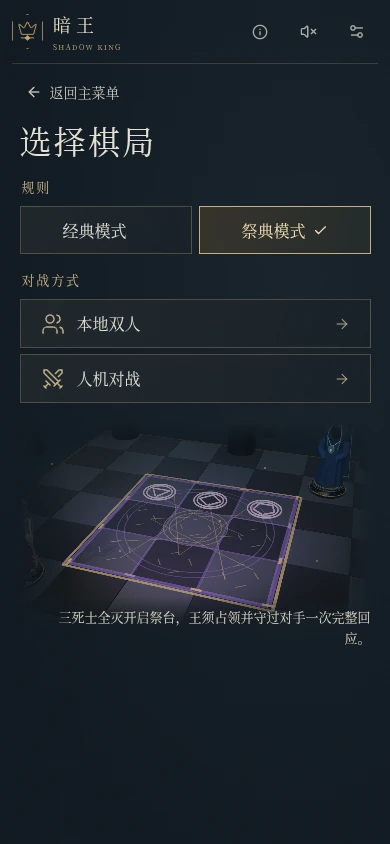 暗王
SHADOW KING
返回主菜单
选择棋局
规则
经典模式
祭典模式
对战方式
本地双人
人机对战
三死士全灭开启祭台，王须占领并守过对手一次完整回
应。